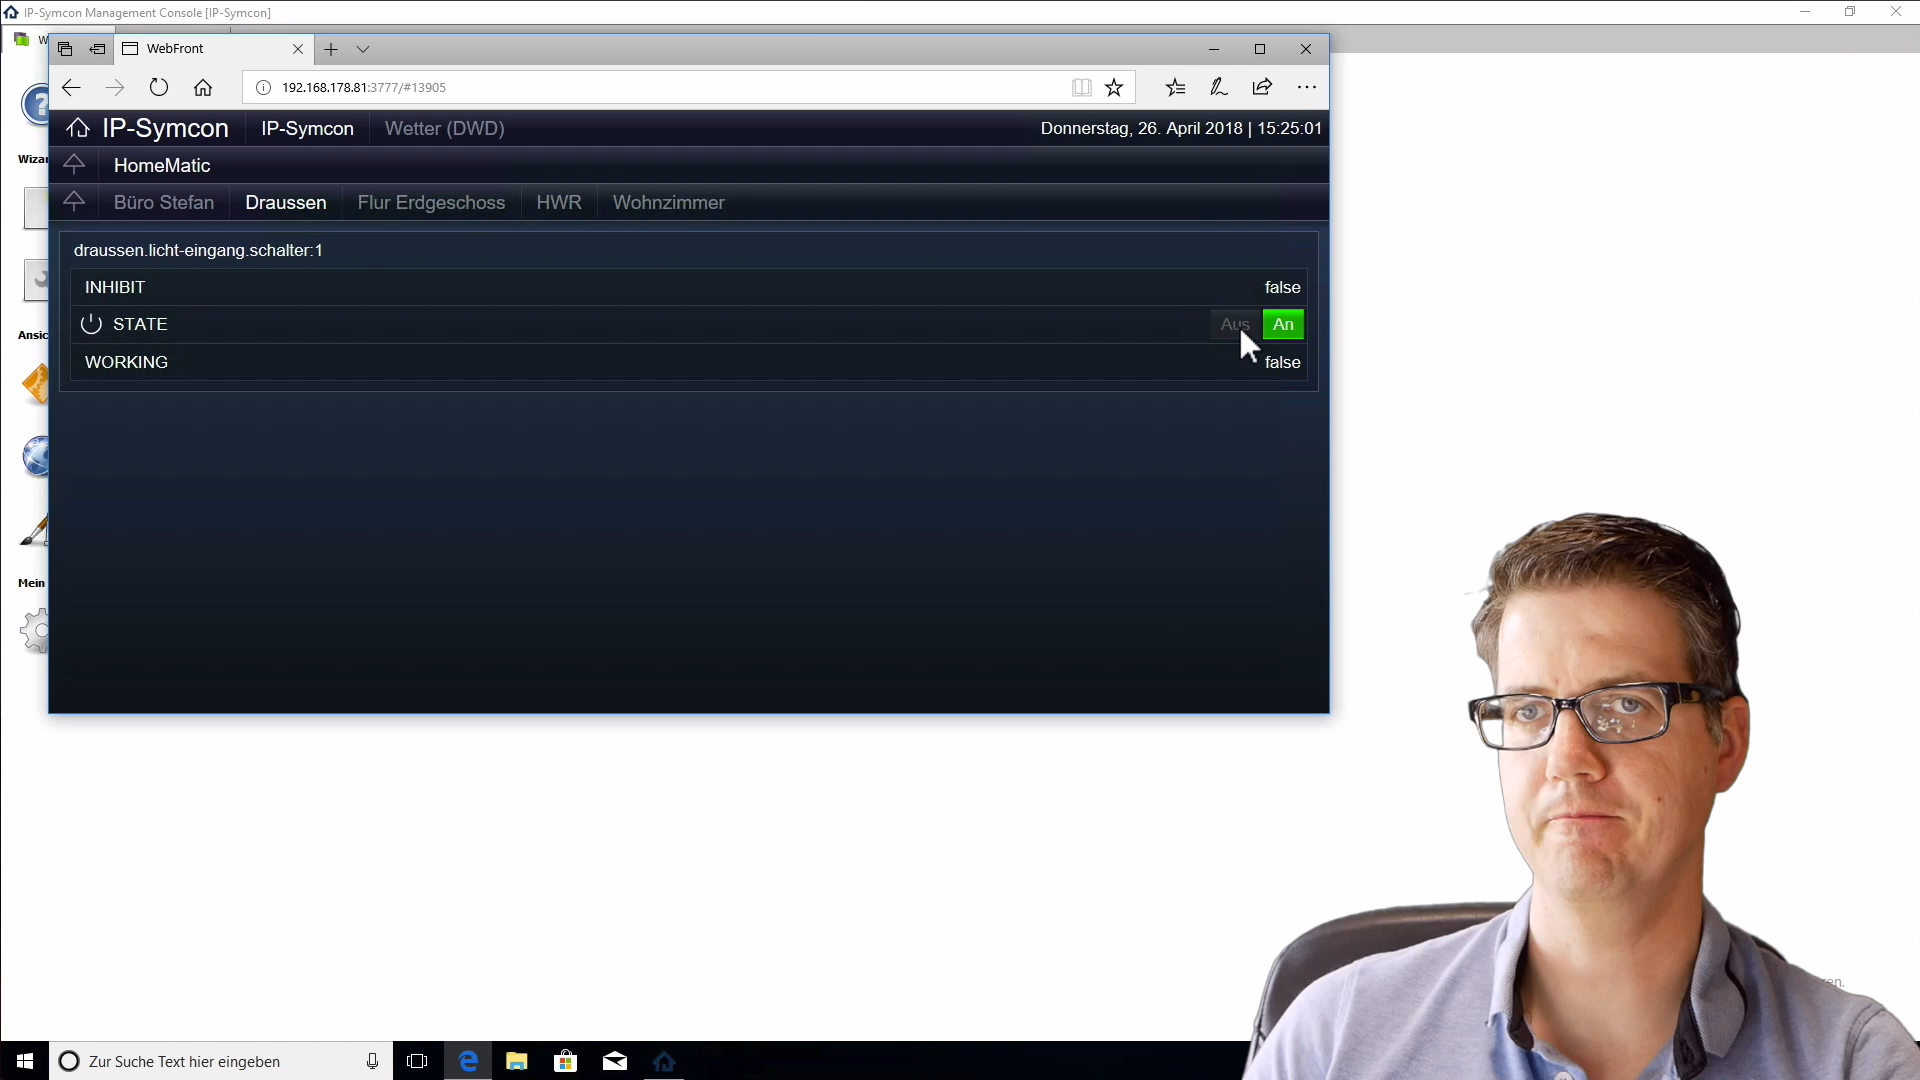 IP-Symcon Management Console [IP-Symcon]
W
WebFront
192.168.178.81:3777/#13905
IP-Symcon IP-Symcon Wetter (DWD) Donnerstag, 26. April 2018 | 15:25:01
HomeMatic
Büro Stefan Draussen Flur Erdgeschoss HWR Wohnzimmer
draussen.licht-eingang.schalter:1
INHIBIT false
STATE Aus An
WORKING false
Wizar
Ansic
Mein
Zur Suche Text hier eingeben